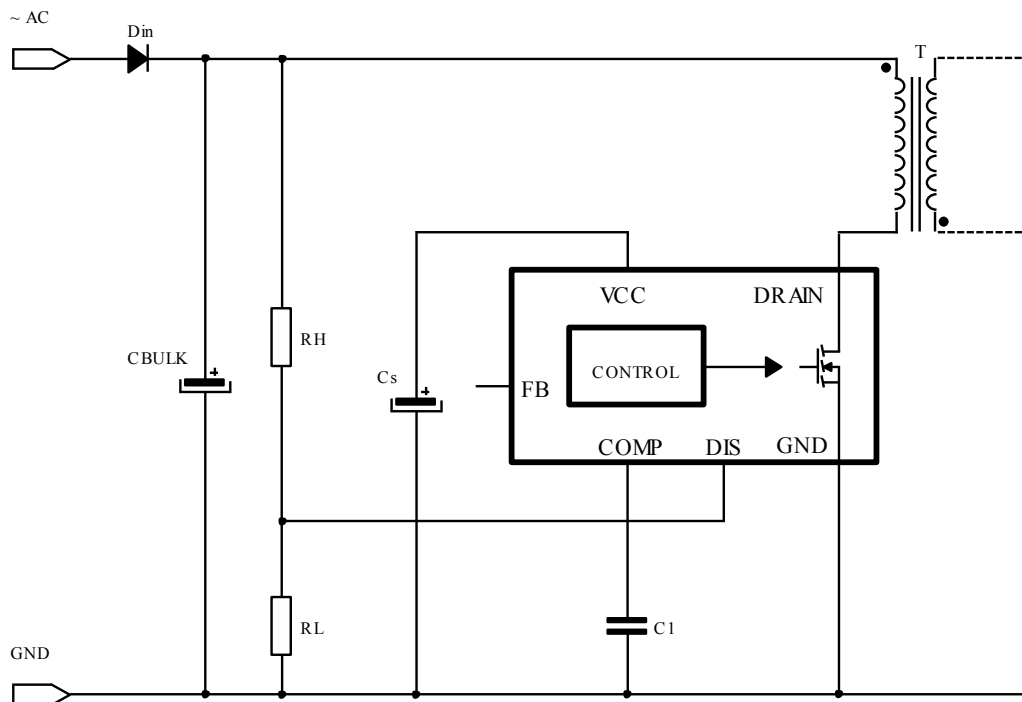 ~ AC
Din
T
VCC
DRAIN
RH
CBULK
+
Cs
+
CONTROL
FB
COMP
DIS
GND
RL
C1
GND